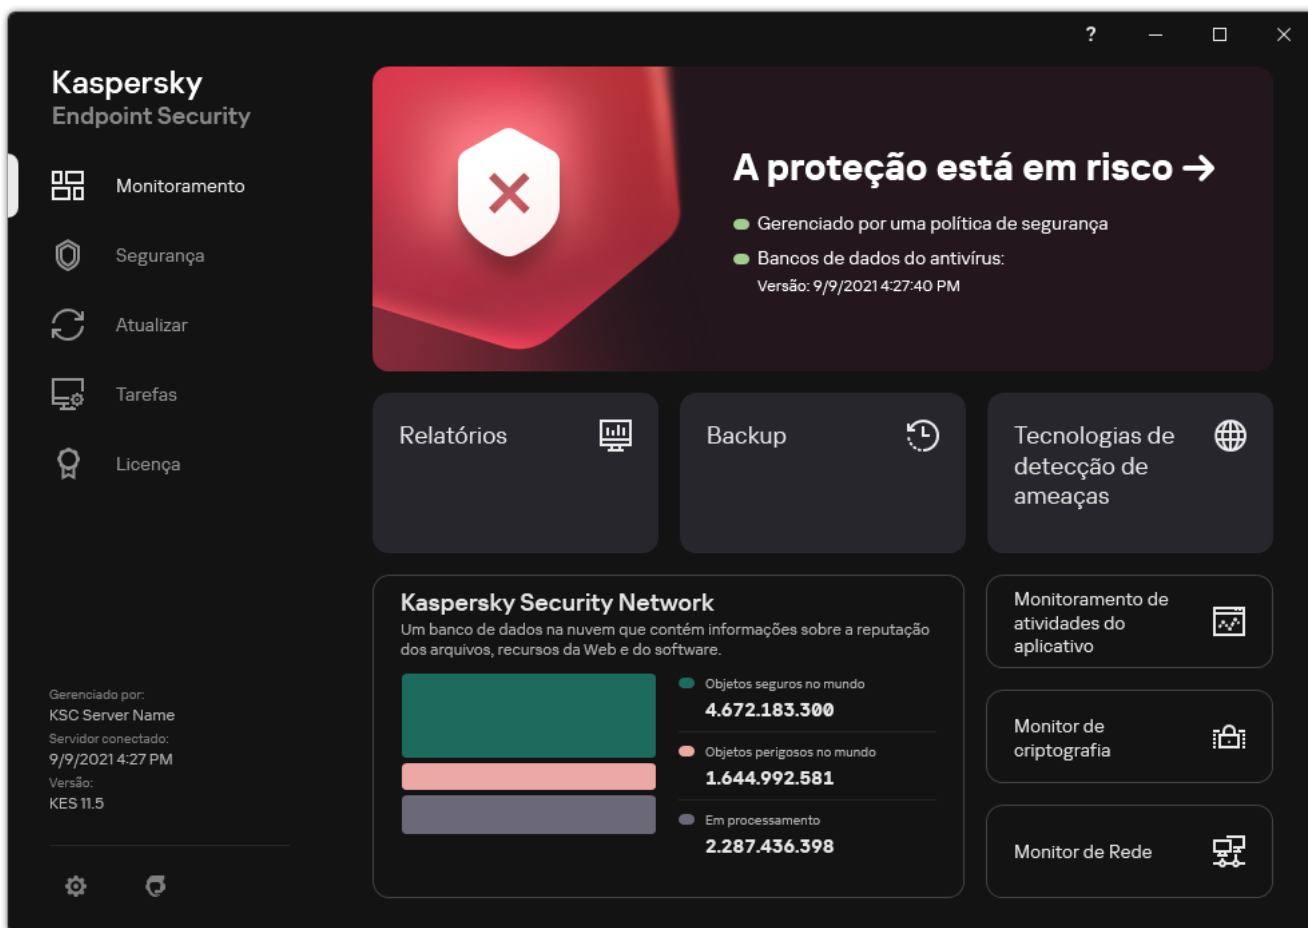 ?
Kaspersky
Endpoint Security
Monitoramento
Segurança
Atualizar
Tarefas
Licença
Gerenciado por:
KSC Server Name
Servidor conectado:
9/9/2021 4:27 PM
Versão:
KES 11.5
A proteção está em risco →
Gerenciado por uma política de segurança
Bancos de dados do antivírus:
Versão: 9/9/2021 4:27:40 PM
Relatórios
Backup
Tecnologias de
detecção de
ameaças
Kaspersky Security Network
Um banco de dados na nuvem que contém informações sobre a reputação
dos arquivos, recursos da Web e do software.
Objetos seguros no mundo
4.672.183.300
Objetos perigosos no mundo
1.644.992.581
Em processamento
2.287.436.398
Monitoramento de
atividades do
aplicativo
Monitor de
criptografia
Monitor de Rede